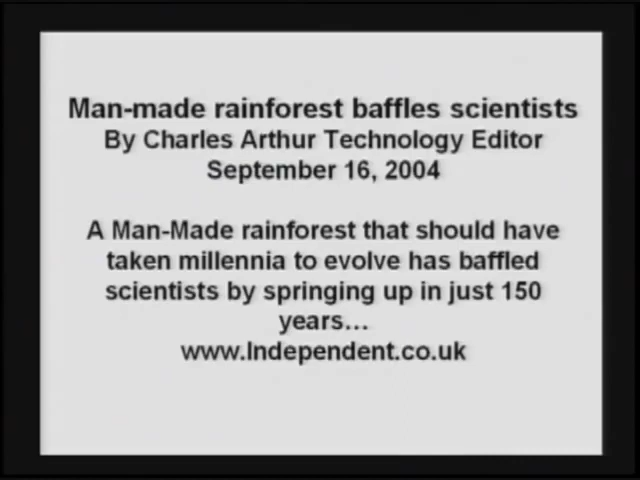 Man-made rainforest baffles scientists
By Charles Arthur Technology Editor
September 16, 2004
A Man-Made rainforest that should have
taken millennia to evolve has baffled
scientists by springing up in just 150
years...
www.Independent.co.uk